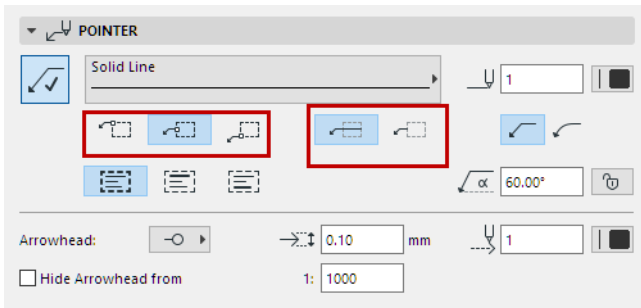 POINTER
Solid Line
1
α 60.00°
Arrowhead: 0.10 mm 1
Hide Arrowhead from 1: 1000